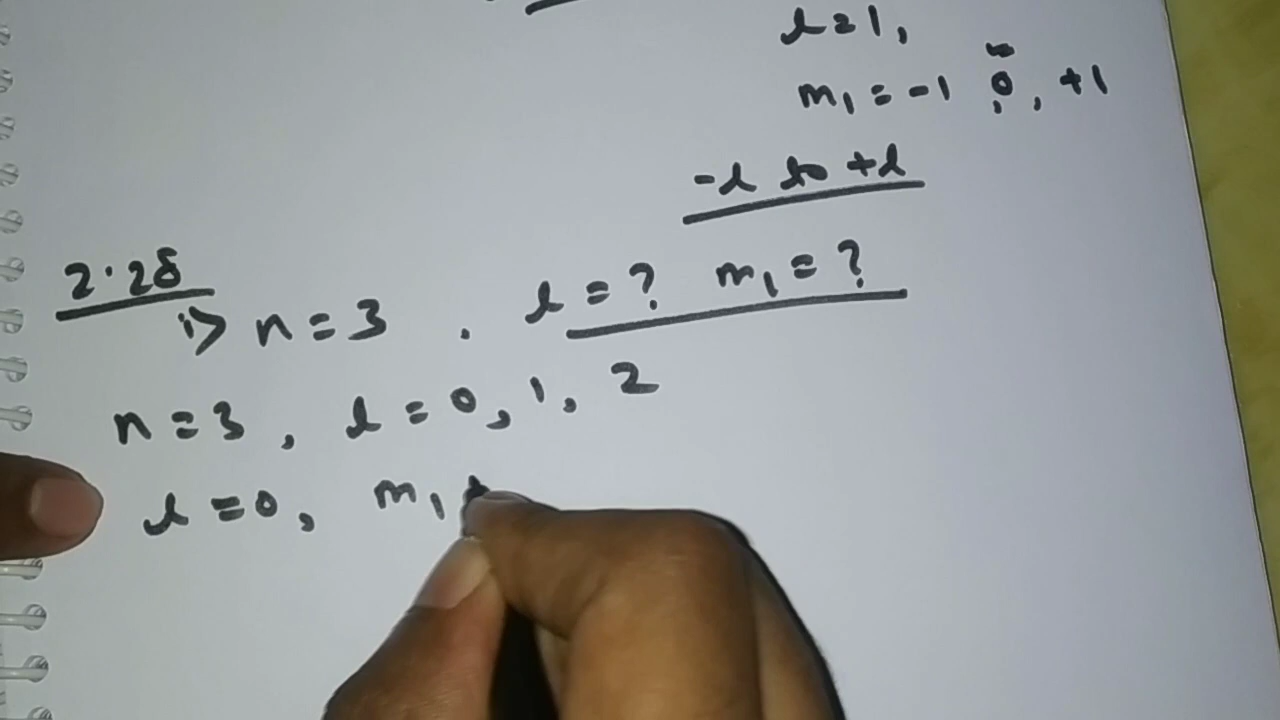 l=1,
m₁=-1, 0, +1
-l to +l
2.28
i> n=3. l=? m₁=?
n=3, l=0,1,2
l=0, m₁